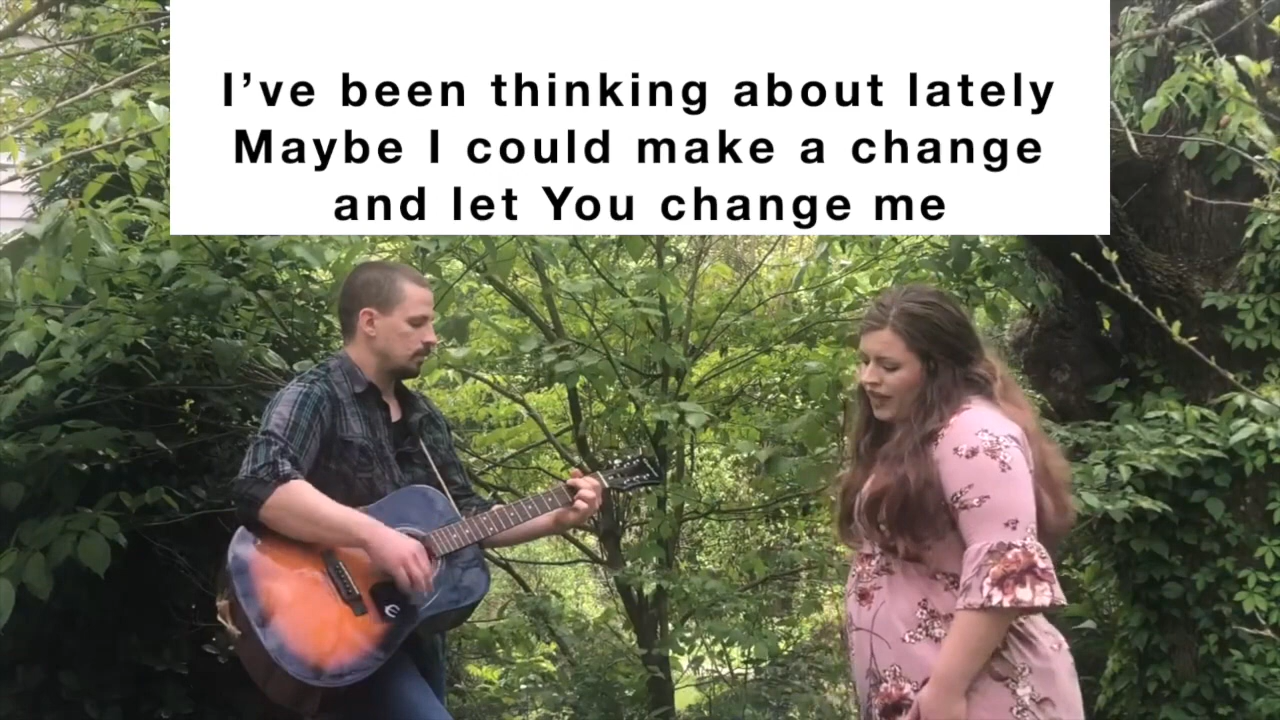 I’ve been thinking about lately
Maybe I could make a change
and let You change me